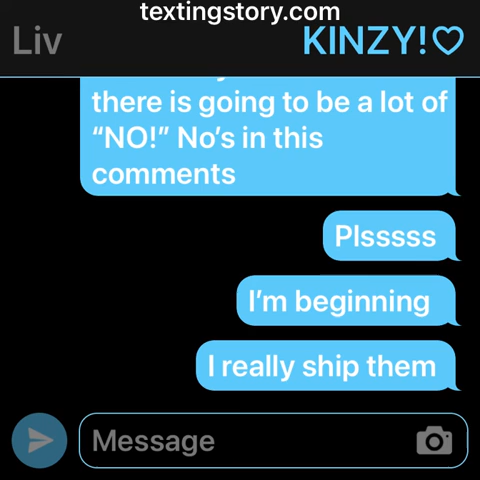 textingstory.com
Liv
KINZY!♡
there is going to be a lot of
“NO!” No’s in this
comments
Plsssss
I’m beginning
I really ship them
Message